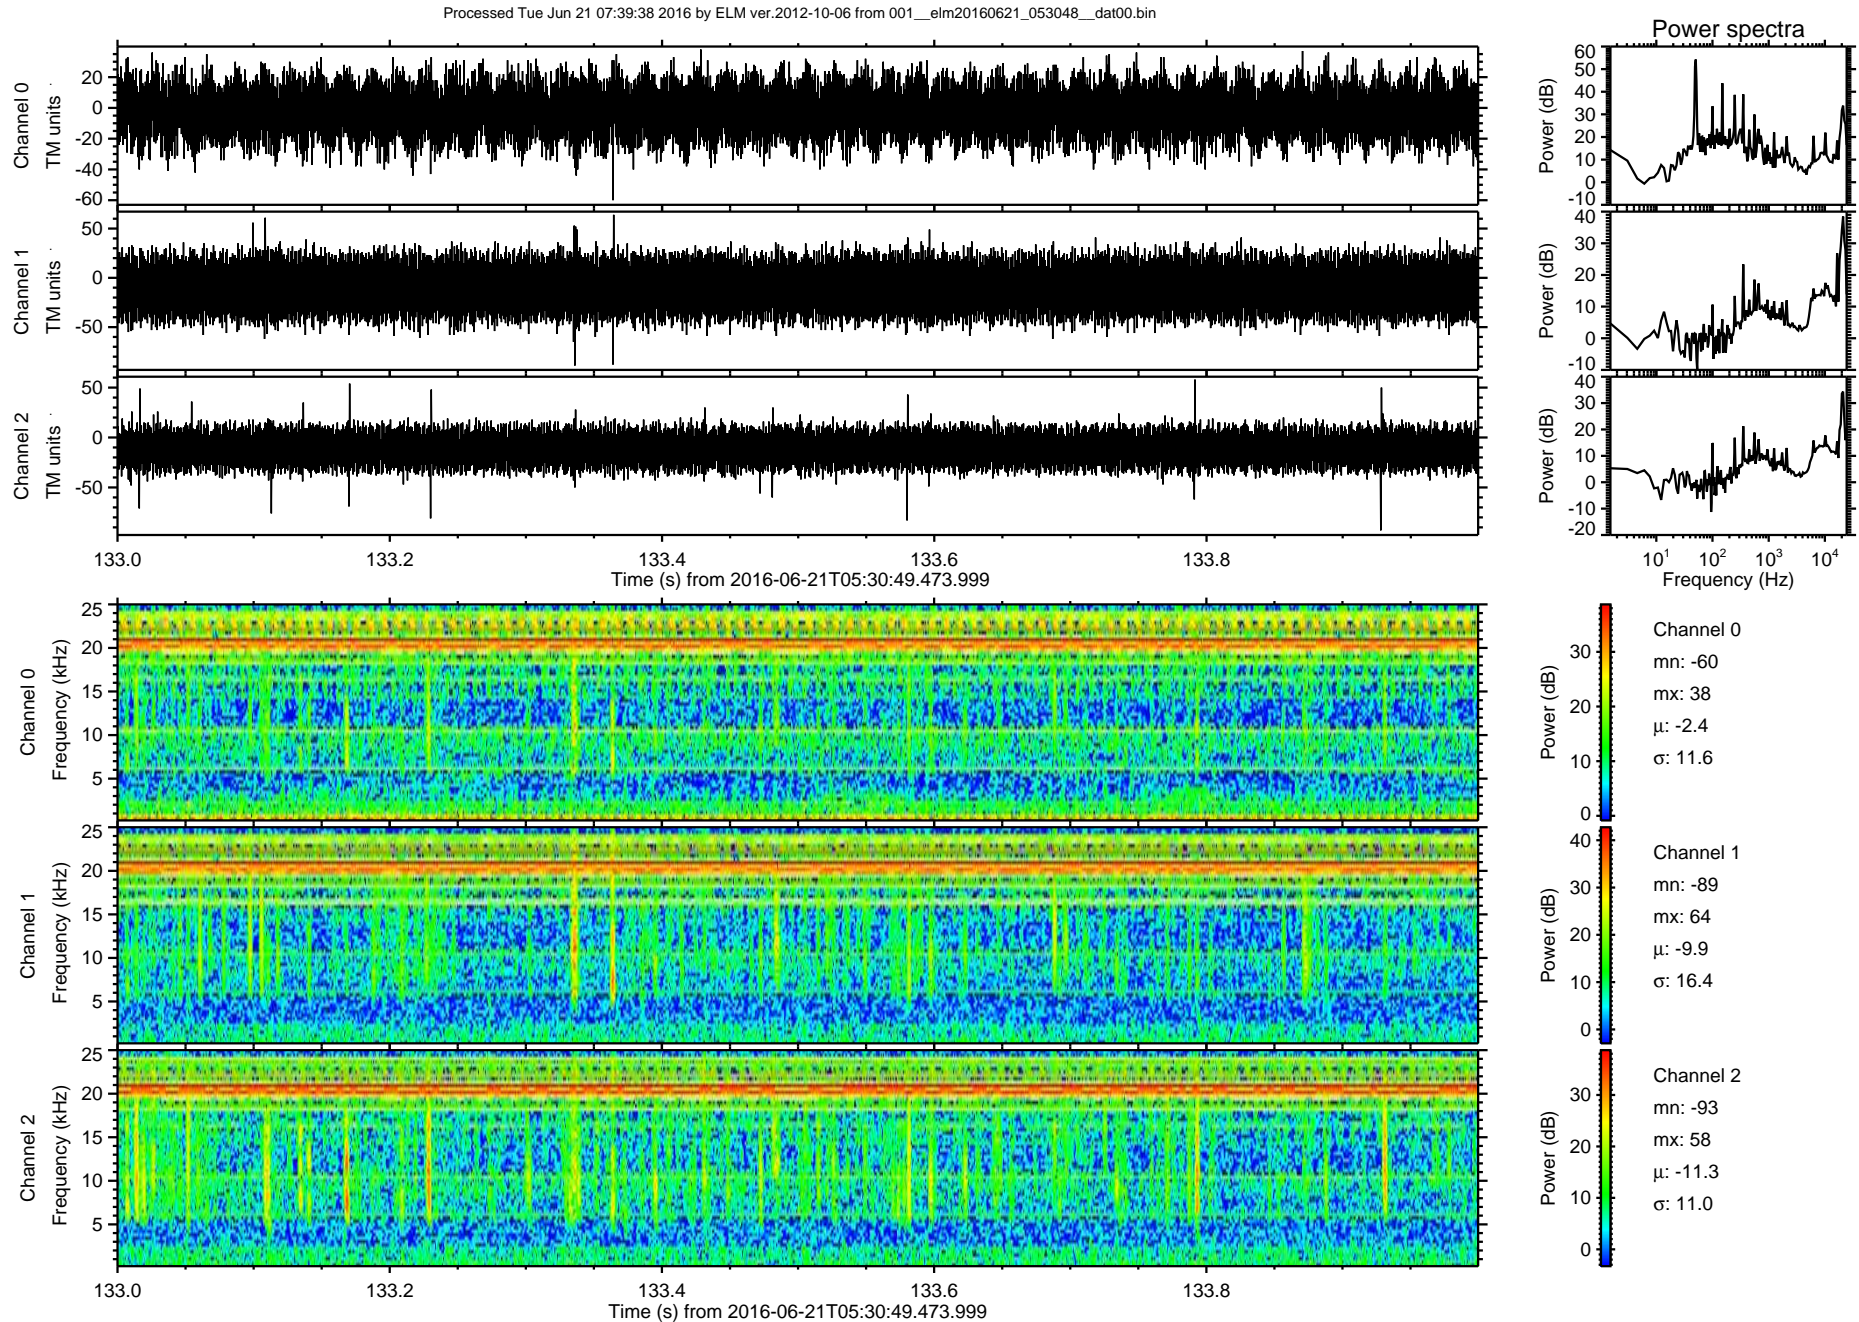 Processed Tue Jun 21 07:39:38 2016 by ELM ver.2012-10-06 from 001__elm20160621_053048__dat00.bin
Power spectra
Channel 0
TM units
20
0
-20
-40
-60
Power (dB)
60
50
40
30
20
10
0
-10
Channel 1
TM units
50
0
-50
Power (dB)
40
30
20
10
0
-10
Channel 2
TM units
50
0
-50
Power (dB)
40
30
20
10
0
-10
-20
133.0 133.2 133.4 133.6 133.8
Time (s) from 2016-06-21T05:30:49.473.999
10¹ 10² 10³ 10⁴
Frequency (Hz)
Channel 0
Frequency (kHz)
25
20
15
10
5
Power (dB)
30
20
10
0
Channel 0
mn: -60
mx: 38
µ: -2.4
σ: 11.6
Channel 1
Frequency (kHz)
25
20
15
10
5
Power (dB)
40
30
20
10
0
Channel 1
mn: -89
mx: 64
µ: -9.9
σ: 16.4
Channel 2
Frequency (kHz)
25
20
15
10
5
Power (dB)
30
20
10
0
Channel 2
mn: -93
mx: 58
µ: -11.3
σ: 11.0
133.0 133.2 133.4 133.6 133.8
Time (s) from 2016-06-21T05:30:49.473.999